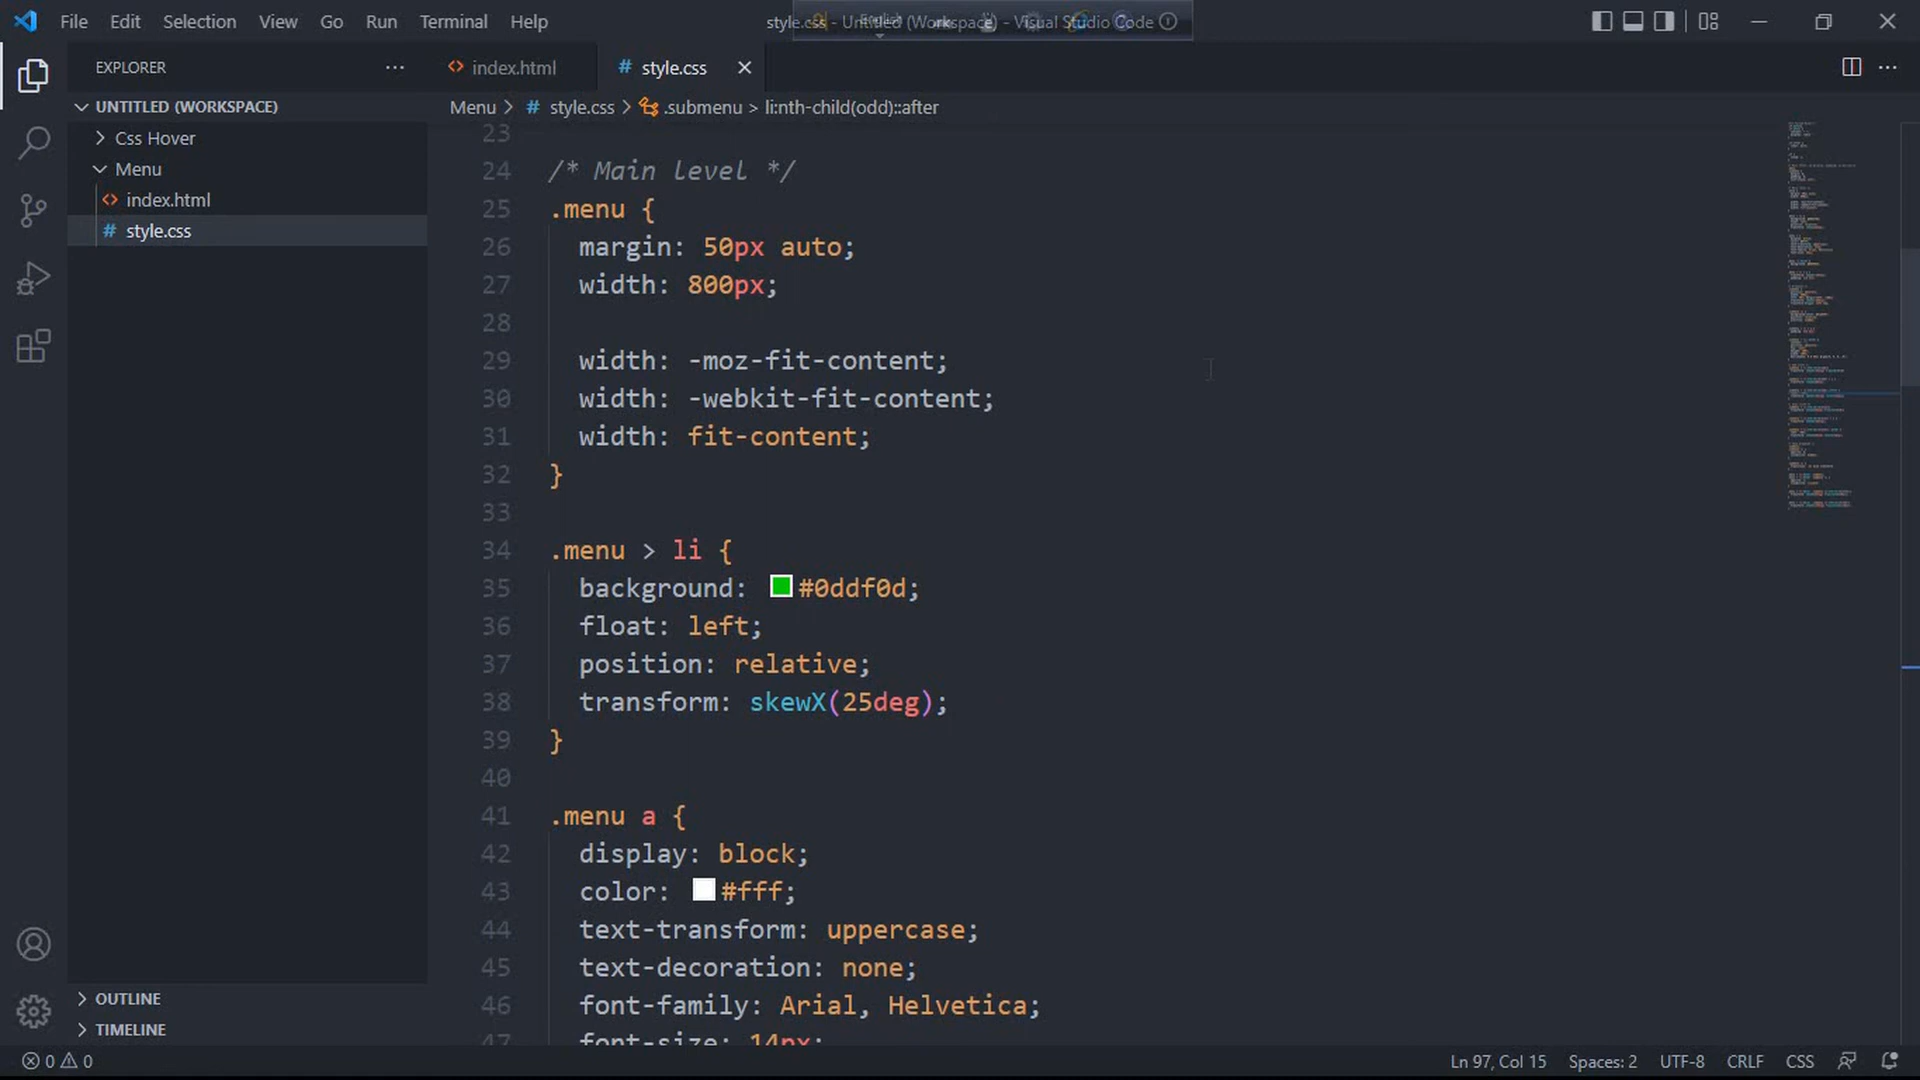 File Edit Selection View Go Run Terminal Help
style.css - Untitled (Workspace) - Visual Studio Code
EXPLORER
index.html
# style.css
UNTITLED (WORKSPACE)
Menu > # style.css > .submenu > li:nth-child(odd)::after
Css Hover
Menu
index.html
# style.css
23
24 /* Main level */
25 .menu {
26 margin: 50px auto;
27 width: 800px;
28
29 width: -moz-fit-content;
30 width: -webkit-fit-content;
31 width: fit-content;
32 }
33
34 .menu > li {
35 background: #0ddf0d;
36 float: left;
37 position: relative;
38 transform: skewX(25deg);
39 }
40
41 .menu a {
42 display: block;
43 color: #fff;
44 text-transform: uppercase;
45 text-decoration: none;
46 font-family: Arial, Helvetica;
47 font-size: 14px;
OUTLINE
TIMELINE
0 0
Ln 97, Col 15 Spaces: 2 UTF-8 CRLF CSS